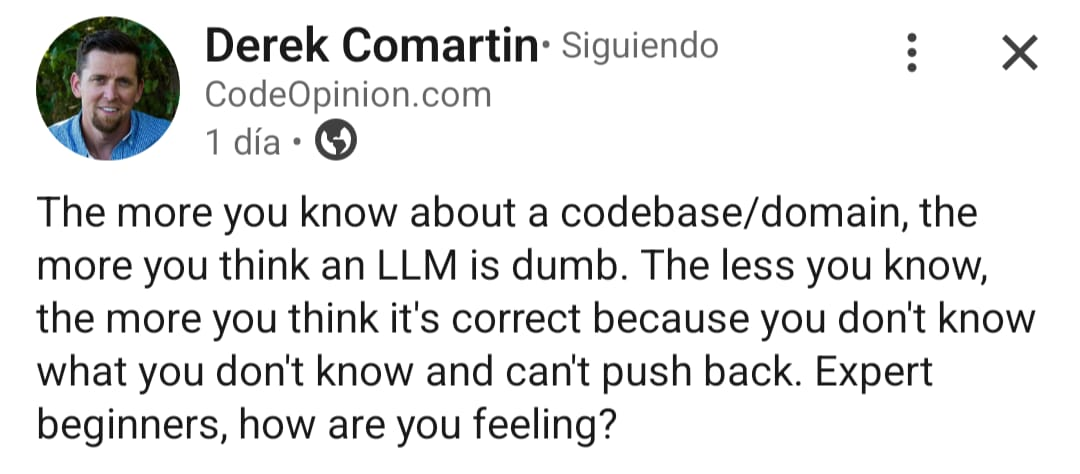 Derek Comartin· Siguiendo
CodeOpinion.com
1 día •
The more you know about a codebase/domain, the
more you think an LLM is dumb. The less you know,
the more you think it's correct because you don't know
what you don't know and can't push back. Expert
beginners, how are you feeling?